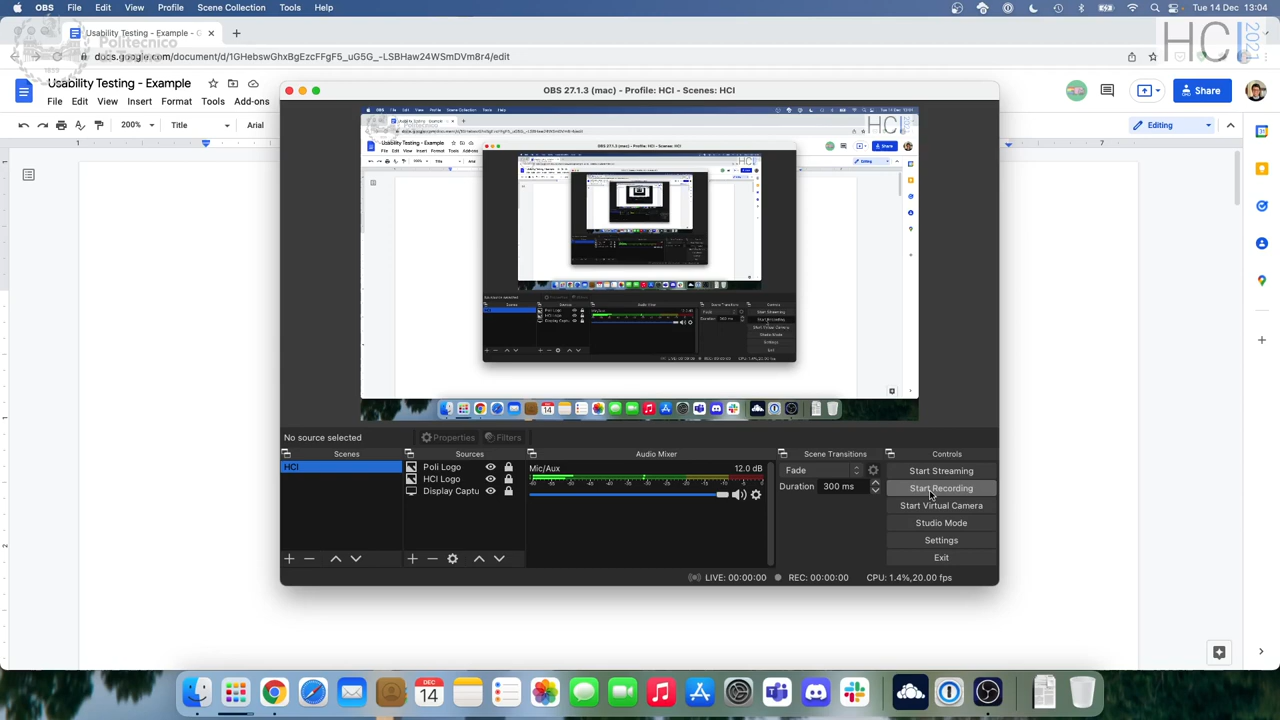 OBS File Edit View Profile Scene Collection Tools Help
Tue 14 Dec 13:04
Usability Testing - Example - G
Politecnico
HCI 2021
docs.google.com/document/d/1GHebswGhxBgEzcFFgF5_uG5G_-LSBHaw24WSmDVm8r4/edit
Usability Testing - Example
File Edit View Insert Format Tools Add-ons
Share
200% Title Arial
Editing
OBS 27.1.3 (mac) - Profile: HCI - Scenes: HCI
No source selected
Properties
Filters
Scenes
Sources
Audio Mixer
Scene Transitions
Controls
HCI
Poli Logo
HCI Logo
Display Captu
Mic/Aux
12.0 dB
Fade
Duration 300 ms
Start Streaming
Start Recording
Start Virtual Camera
Studio Mode
Settings
Exit
LIVE: 00:00:00
REC: 00:00:00
CPU: 1.4%,20.00 fps
DEC
14